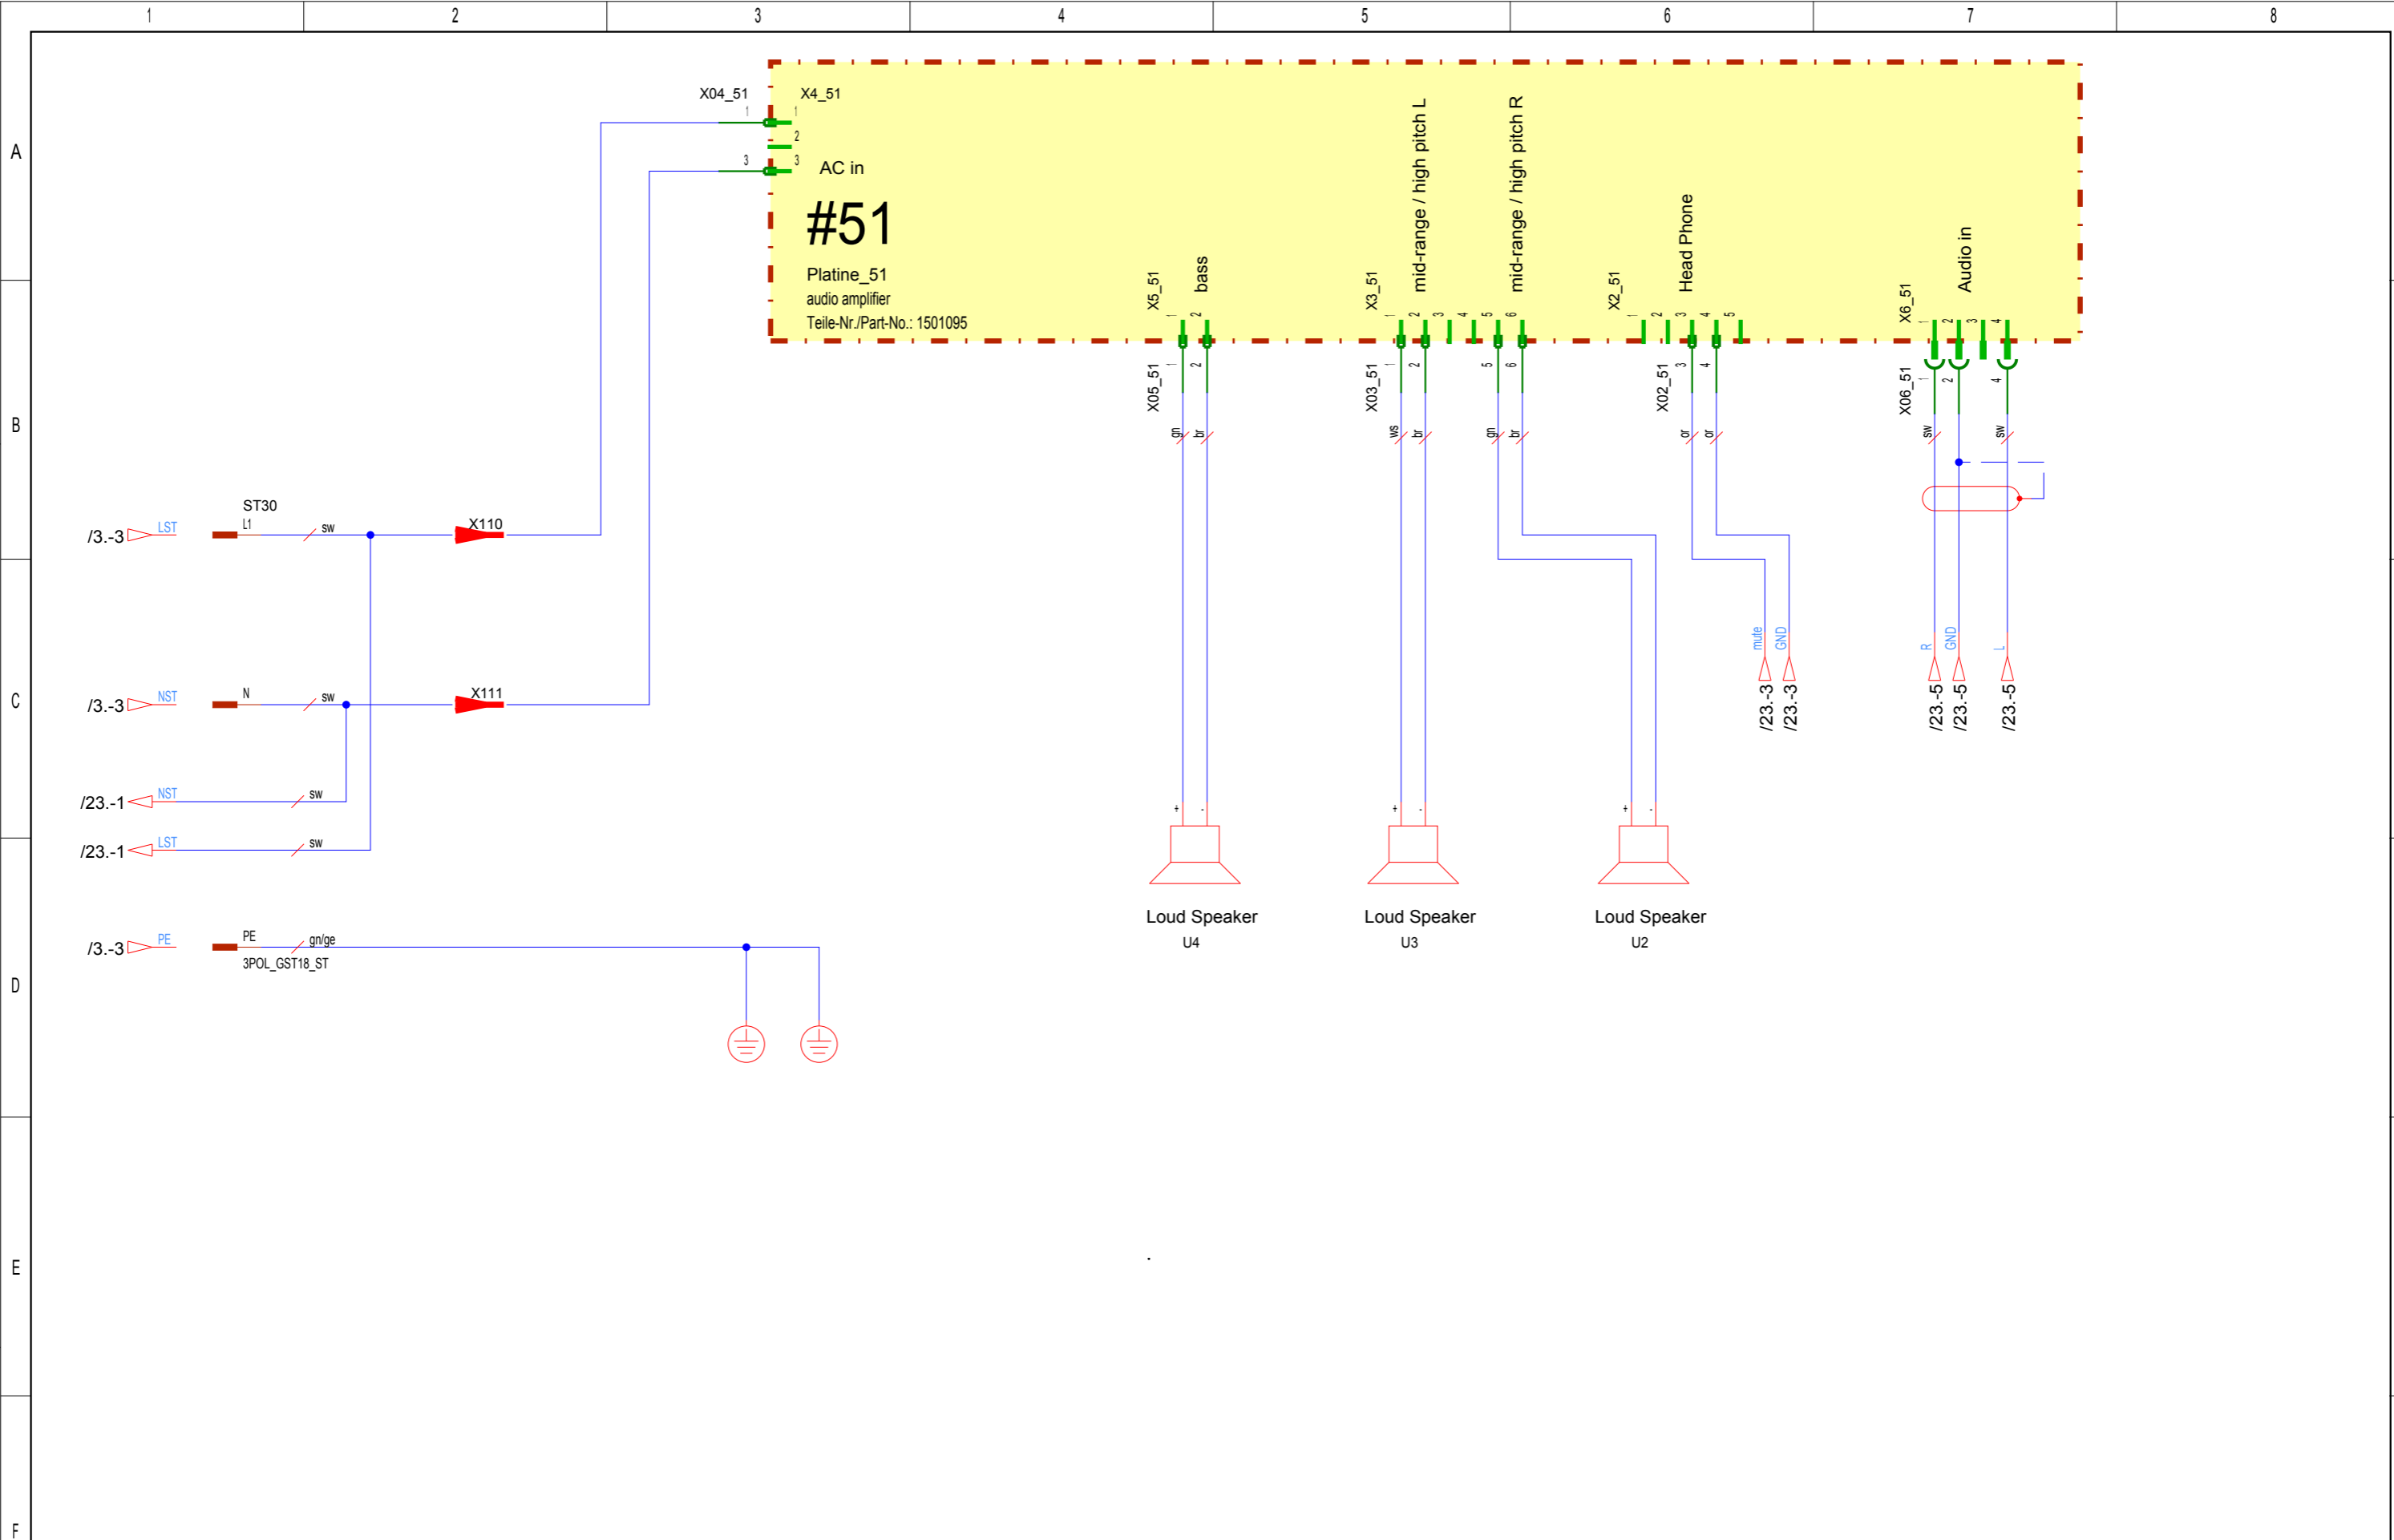 1 2 3 4 5 6 7 8
A
B
C
D
E
F
X04_51
X4_51
1
1
2
3
3
AC in
#51
Platine_51
audio amplifier
Teile-Nr./Part-No.: 1501095
X5_51
bass
1 2
X05_51
1 2
gn br
X3_51
mid-range / high pitch L
mid-range / high pitch R
1 2 3 4 5 6
X03_51
1 2 5 6
ws br gn br
X2_51
Head Phone
1 2 3 4 5
X02_51
3 4
or or
X6_51
Audio in
1 2 3 4
X06_51
1 2 4
sw sw
/3.-3 LST
ST30
L1
sw
X110
/3.-3 NST
N
sw
X111
/23.-1 NST
sw
/23.-1 LST
sw
/3.-3 PE
PE
gn/ge
3POL_GST18_ST
mute GND
/23.-3 /23.-3
R GND L
/23.-5 /23.-5 /23.-5
+ -
Loud Speaker
U4
+ -
Loud Speaker
U3
+ -
Loud Speaker
U2